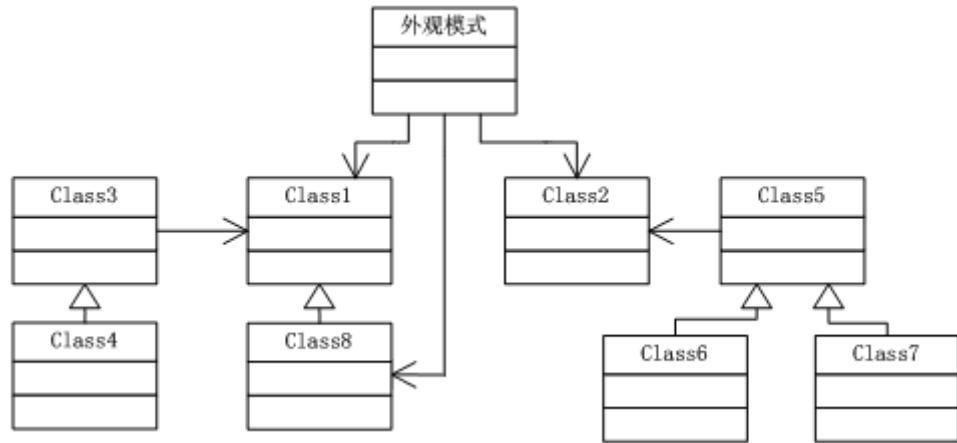 外观模式
Class3
Class1
Class2
Class5
Class4
Class8
Class6
Class7